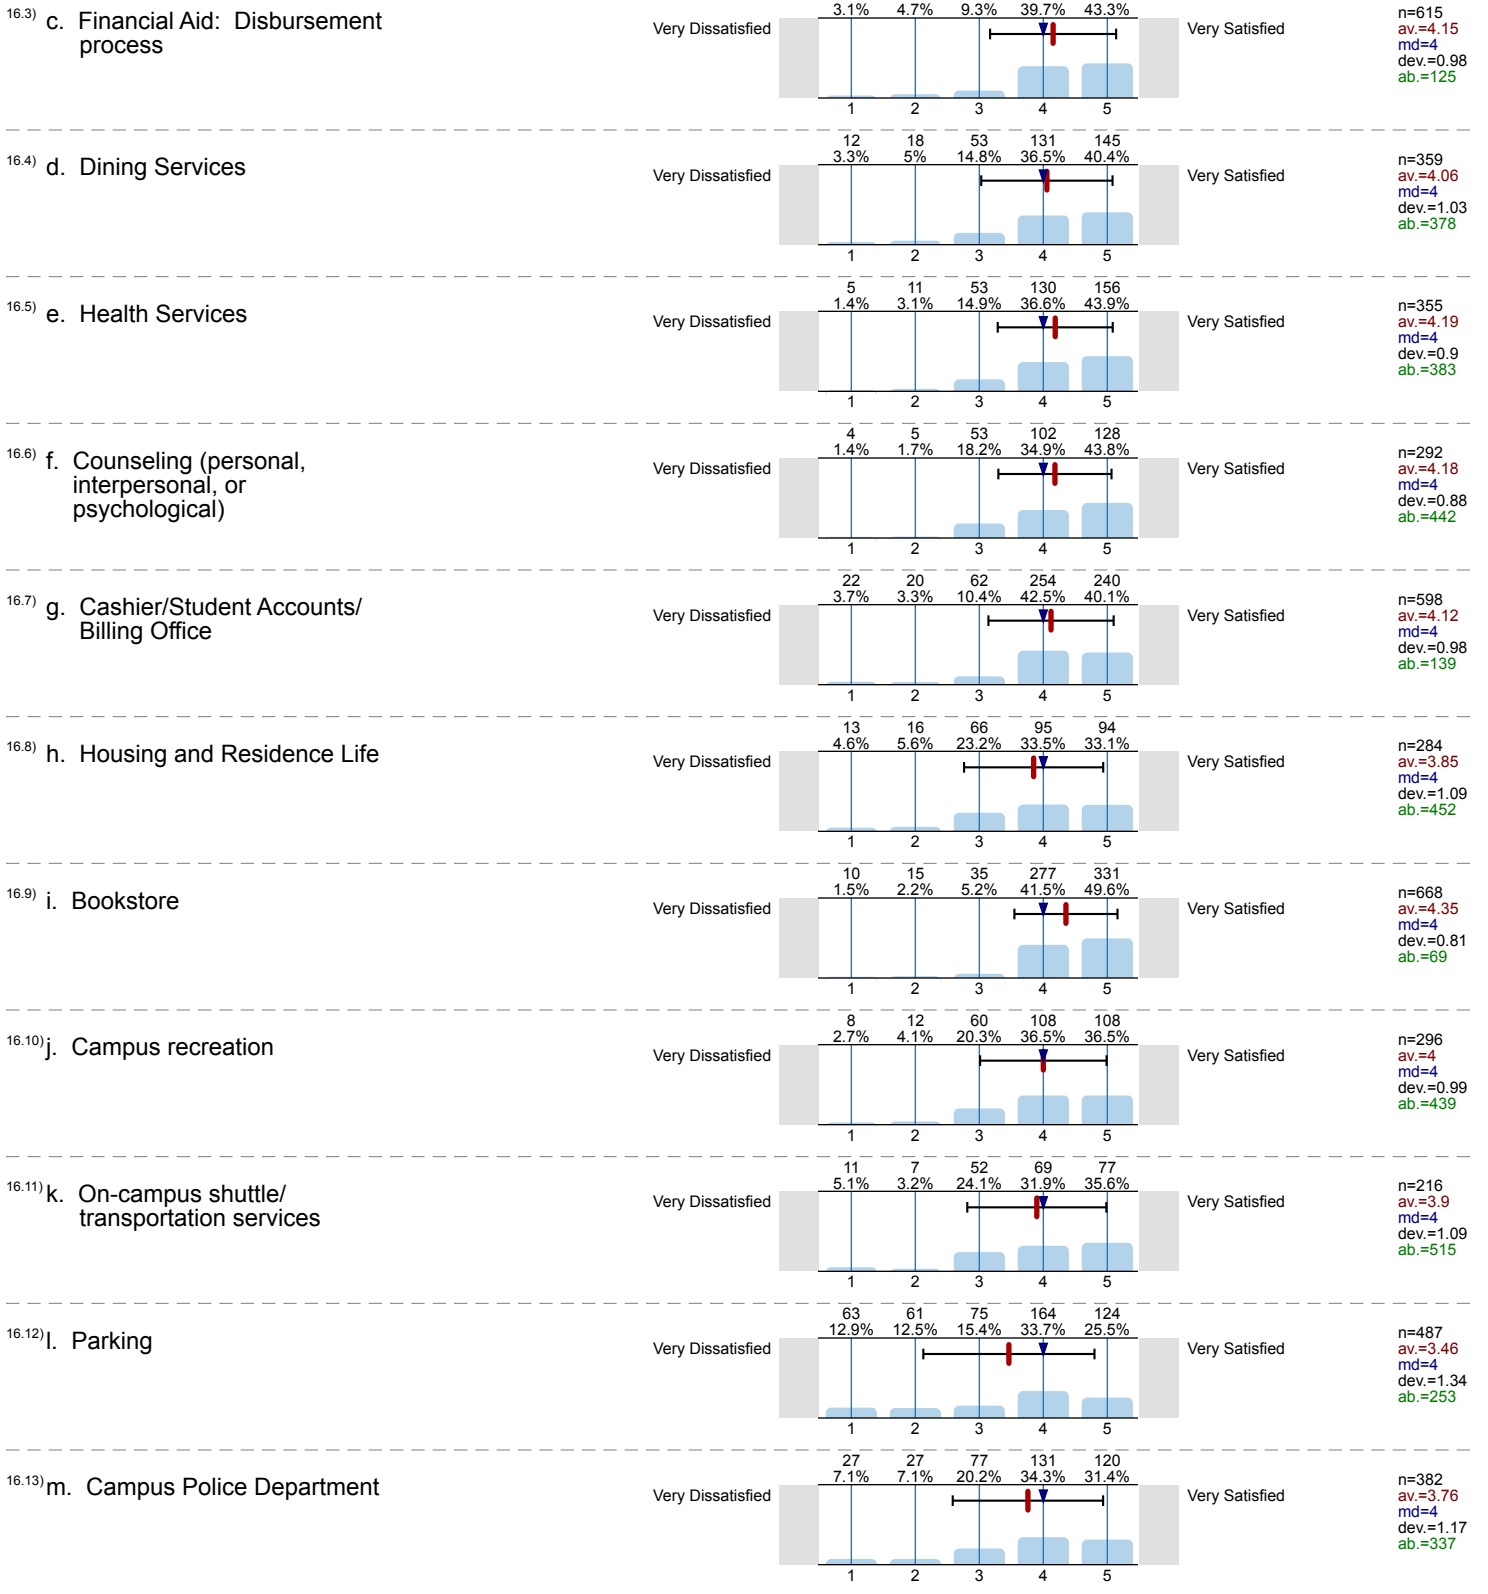 3.1% 4.7% 9.3% 39.7% 43.3%
16.3) c. Financial Aid: Disbursement
process
Very Dissatisfied
Very Satisfied
n=615
av.=4.15
md=4
dev.=0.98
ab.=125
1 2 3 4 5
12 18 53 131 145
3.3% 5% 14.8% 36.5% 40.4%
16.4) d. Dining Services
Very Dissatisfied
Very Satisfied
n=359
av.=4.06
md=4
dev.=1.03
ab.=378
1 2 3 4 5
5 11 53 130 156
1.4% 3.1% 14.9% 36.6% 43.9%
16.5) e. Health Services
Very Dissatisfied
Very Satisfied
n=355
av.=4.19
md=4
dev.=0.9
ab.=383
1 2 3 4 5
4 5 53 102 128
1.4% 1.7% 18.2% 34.9% 43.8%
16.6) f. Counseling (personal,
interpersonal, or
psychological)
Very Dissatisfied
Very Satisfied
n=292
av.=4.18
md=4
dev.=0.88
ab.=442
1 2 3 4 5
22 20 62 254 240
3.7% 3.3% 10.4% 42.5% 40.1%
16.7) g. Cashier/Student Accounts/
Billing Office
Very Dissatisfied
Very Satisfied
n=598
av.=4.12
md=4
dev.=0.98
ab.=139
1 2 3 4 5
13 16 66 95 94
4.6% 5.6% 23.2% 33.5% 33.1%
16.8) h. Housing and Residence Life
Very Dissatisfied
Very Satisfied
n=284
av.=3.85
md=4
dev.=1.09
ab.=452
1 2 3 4 5
10 15 35 277 331
1.5% 2.2% 5.2% 41.5% 49.6%
16.9) i. Bookstore
Very Dissatisfied
Very Satisfied
n=668
av.=4.35
md=4
dev.=0.81
ab.=69
1 2 3 4 5
8 12 60 108 108
2.7% 4.1% 20.3% 36.5% 36.5%
16.10) j. Campus recreation
Very Dissatisfied
Very Satisfied
n=296
av.=4
md=4
dev.=0.99
ab.=439
1 2 3 4 5
11 7 52 69 77
5.1% 3.2% 24.1% 31.9% 35.6%
16.11) k. On-campus shuttle/
transportation services
Very Dissatisfied
Very Satisfied
n=216
av.=3.9
md=4
dev.=1.09
ab.=515
1 2 3 4 5
63 61 75 164 124
12.9% 12.5% 15.4% 33.7% 25.5%
16.12) l. Parking
Very Dissatisfied
Very Satisfied
n=487
av.=3.46
md=4
dev.=1.34
ab.=253
1 2 3 4 5
27 27 77 131 120
7.1% 7.1% 20.2% 34.3% 31.4%
16.13) m. Campus Police Department
Very Dissatisfied
Very Satisfied
n=382
av.=3.76
md=4
dev.=1.17
ab.=337
1 2 3 4 5